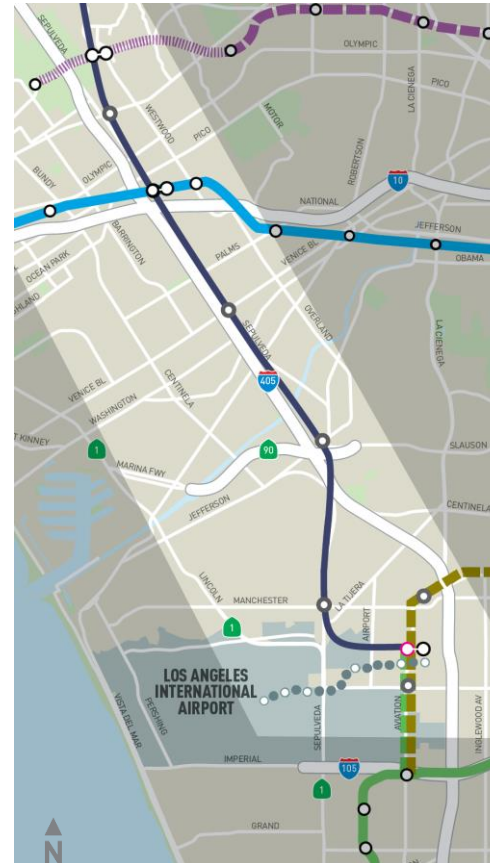 SEPULVEDA
OLYMPIC
PICO
LA CIENEGA
WESTWOOD
PICO
MOTOR
ROBERTSON
BUNDY
OLYMPIC
10
NATIONAL
BARRINGTON
JEFFERSON
OBAMA
PALMS
VENICE BL
OCEAN PARK
HIGHLAND
SEPULVEDA
OVERLAND
LA CIENEGA
405
VENICE BL
CENTINELA
WASHINGTON
T KINNEY
1
90
SLAUSON
MARINA FWY
JEFFERSON
CENTINELA
LINCOLN
MANCHESTER
LA TIJERA
1
AIRPORT
LOS ANGELES
INTERNATIONAL
AIRPORT
VISTA DEL MAR
PERSHING
SEPULVEDA
AVIATION
INGLEWOOD AV
IMPERIAL
105
1
GRAND
N